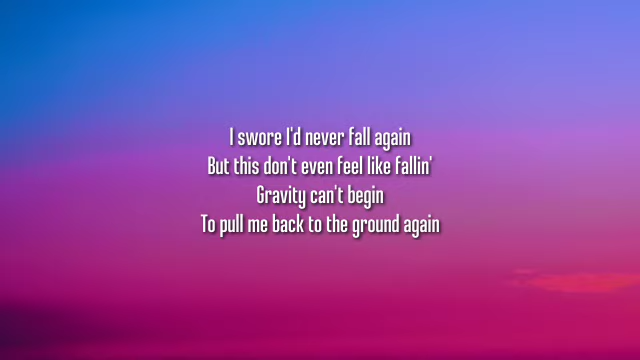 I swore I'd never fall again
But this don't even feel like fallin'
Gravity can't begin
To pull me back to the ground again